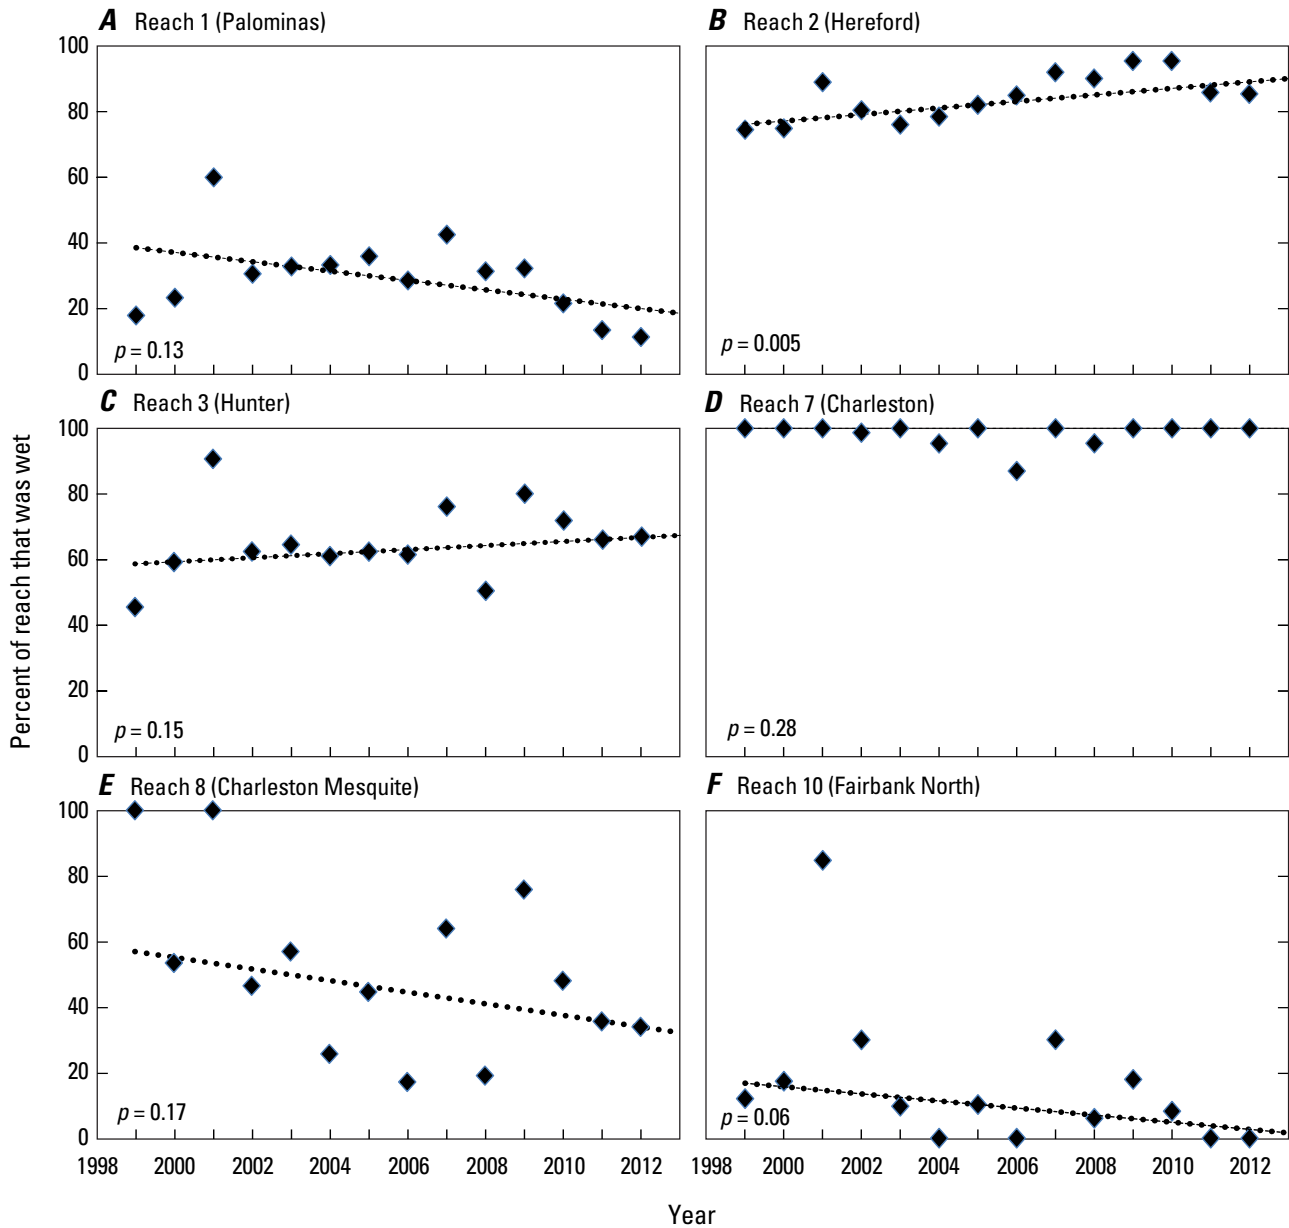 A Reach 1 (Palominas)
100
80
60
40
20
0
p = 0.13
B Reach 2 (Hereford)
p = 0.005
C Reach 3 (Hunter)
100
80
60
40
20
0
p = 0.15
D Reach 7 (Charleston)
p = 0.28
E Reach 8 (Charleston Mesquite)
100
80
60
40
20
0
p = 0.17
1998 2000 2002 2004 2006 2008 2010 2012
F Reach 10 (Fairbank North)
p = 0.06
1998 2000 2002 2004 2006 2008 2010 2012
Percent of reach that was wet
Year